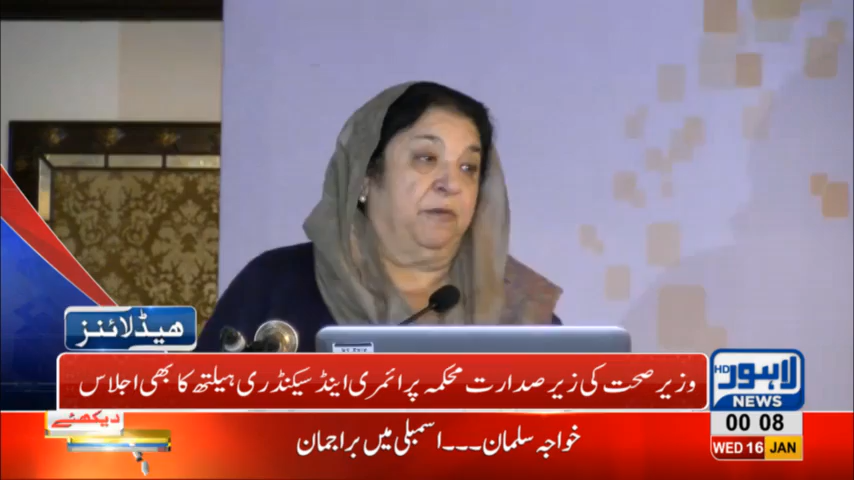 ہیڈلائنز
وزیر صحت کی زیر صدارت محکمہ پرائمری اینڈ سیکنڈری ہیلتھ کا بھی اجلاس
HD لاہور
NEWS
00 08
WED 16 JAN
دیکھئے
خواجہ سلمان۔۔۔اسمبلی میں براجمان